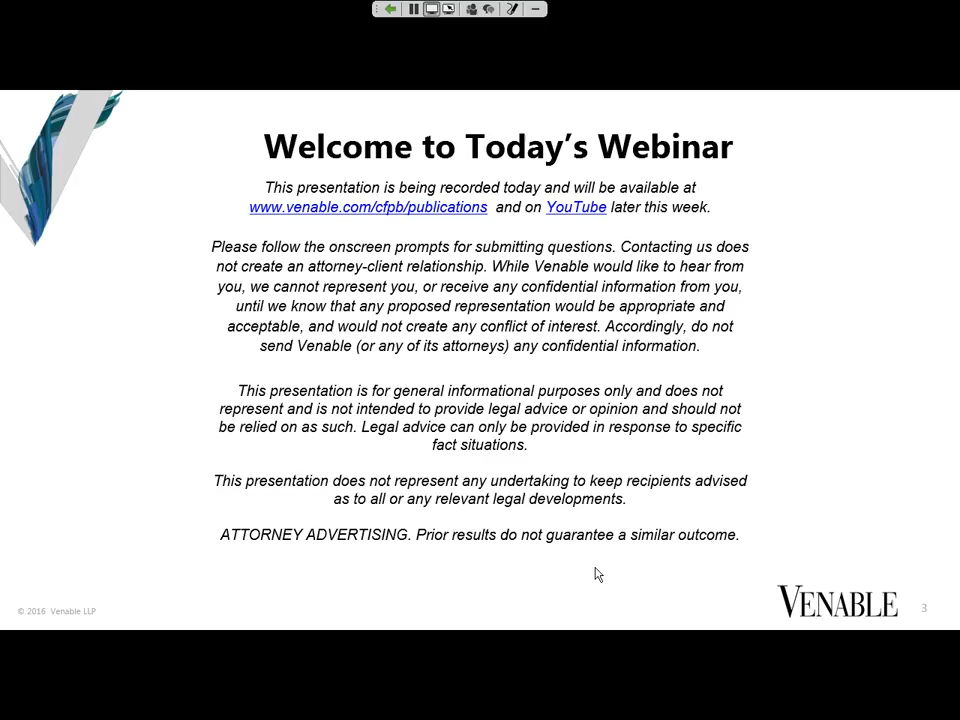 Welcome to Today's Webinar
This presentation is being recorded today and will be available at
www.venable.com/cfpb/publications and on YouTube later this week.
Please follow the onscreen prompts for submitting questions. Contacting us does
not create an attorney-client relationship. While Venable would like to hear from
you, we cannot represent you, or receive any confidential information from you,
until we know that any proposed representation would be appropriate and
acceptable, and would not create any conflict of interest. Accordingly, do not
send Venable (or any of its attorneys) any confidential information.
This presentation is for general informational purposes only and does not
represent and is not intended to provide legal advice or opinion and should not
be relied on as such. Legal advice can only be provided in response to specific
fact situations.
This presentation does not represent any undertaking to keep recipients advised
as to all or any relevant legal developments.
ATTORNEY ADVERTISING. Prior results do not guarantee a similar outcome.
© 2016 Venable LLP
VENABLE
3